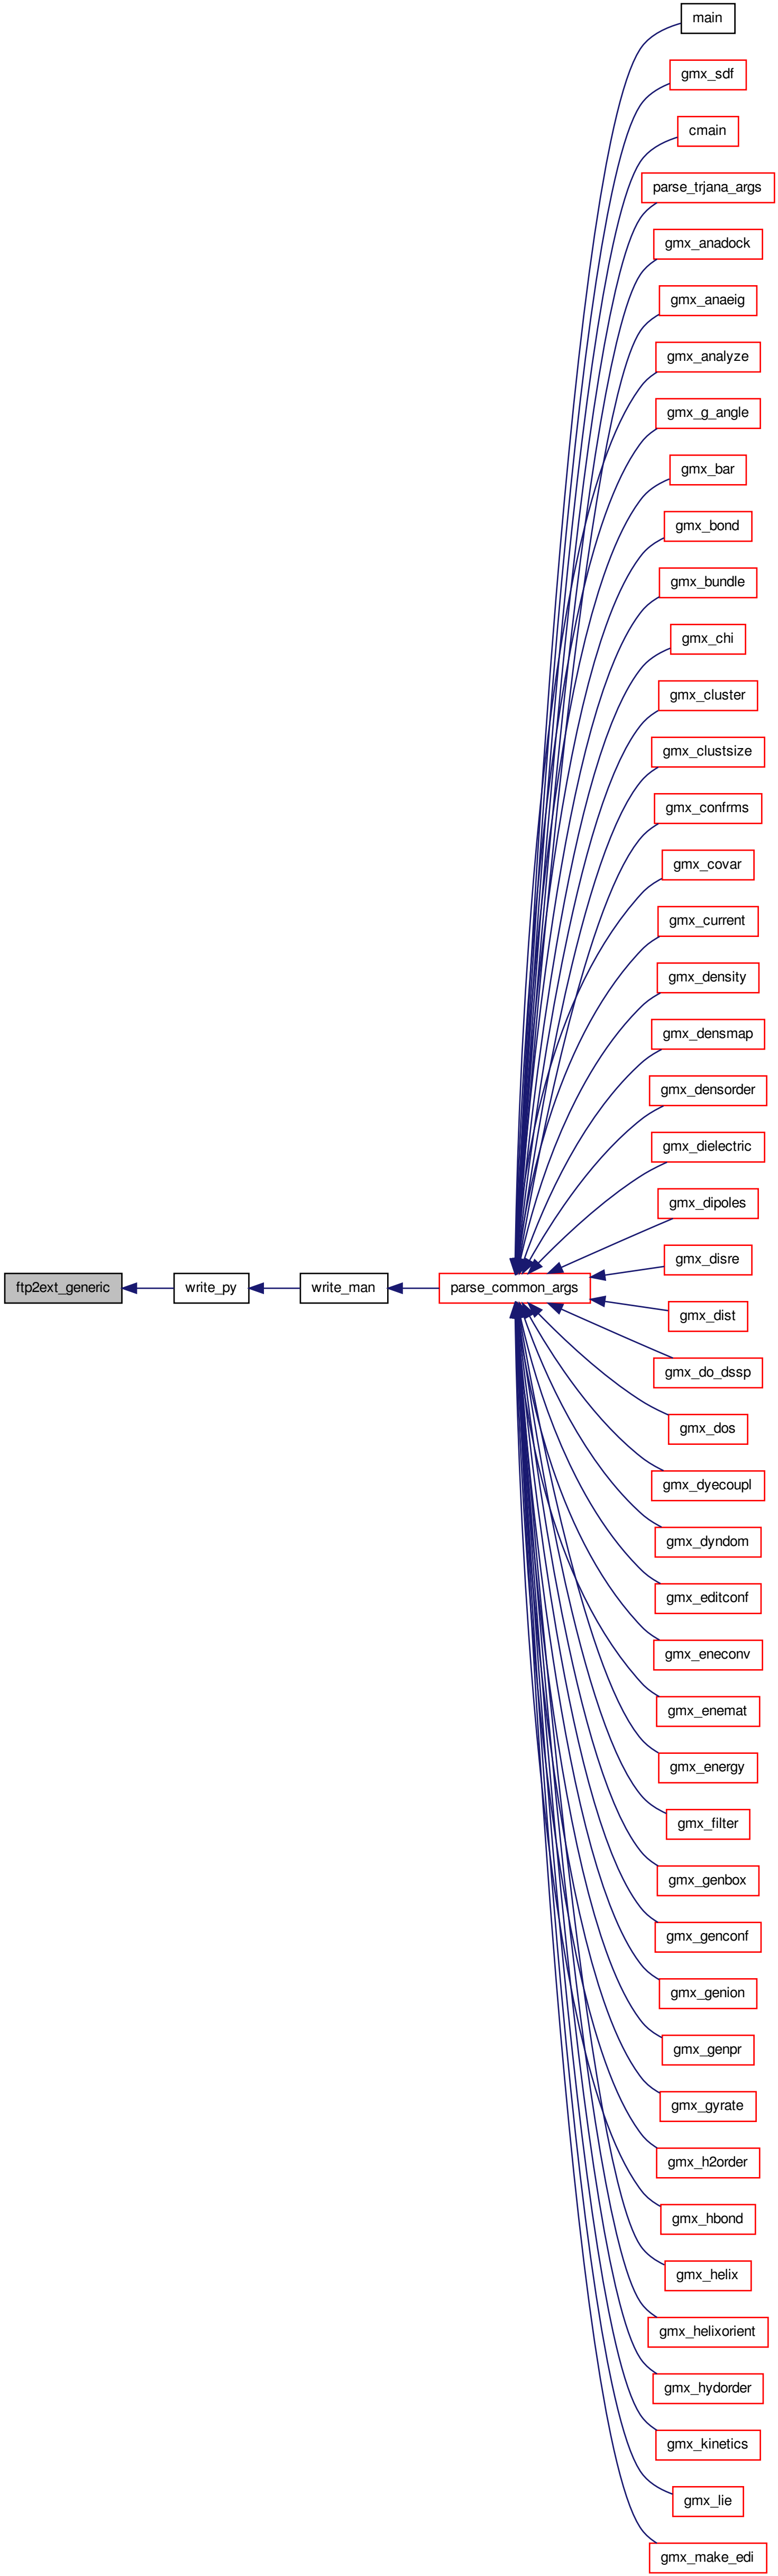 main
gmx_sdf
cmain
parse_trjana_args
gmx_anadock
gmx_anaeig
gmx_analyze
gmx_g_angle
gmx_bar
gmx_bond
gmx_bundle
gmx_chi
gmx_cluster
gmx_clustsize
gmx_confrms
gmx_covar
gmx_current
gmx_density
gmx_densmap
gmx_densorder
gmx_dielectric
gmx_dipoles
gmx_disre
ftp2ext_generic
write_py
write_man
parse_common_args
gmx_dist
gmx_do_dssp
gmx_dos
gmx_dyecoupl
gmx_dyndom
gmx_editconf
gmx_eneconv
gmx_enemat
gmx_energy
gmx_filter
gmx_genbox
gmx_genconf
gmx_genion
gmx_genpr
gmx_gyrate
gmx_h2order
gmx_hbond
gmx_helix
gmx_helixorient
gmx_hydorder
gmx_kinetics
gmx_lie
gmx_make_edi